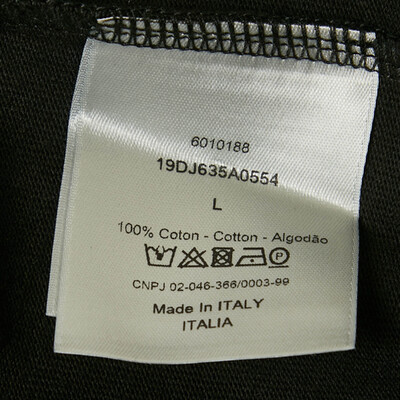 6010188
19DJ635A0554
L
100% Coton - Cotton - Algodão
CNPJ 02-046-366/0003-99
Made In ITALY
ITALIA